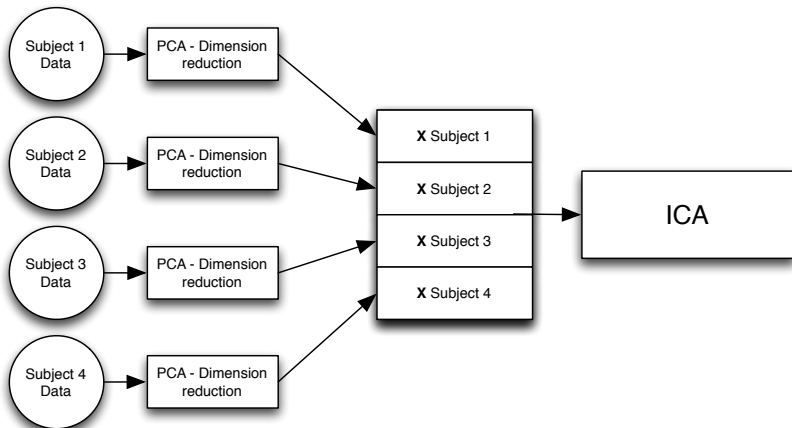 Subject 1
Data
PCA - Dimension
reduction
Subject 2
Data
PCA - Dimension
reduction
Subject 3
Data
PCA - Dimension
reduction
Subject 4
Data
PCA - Dimension
reduction
X Subject 1
X Subject 2
X Subject 3
X Subject 4
ICA